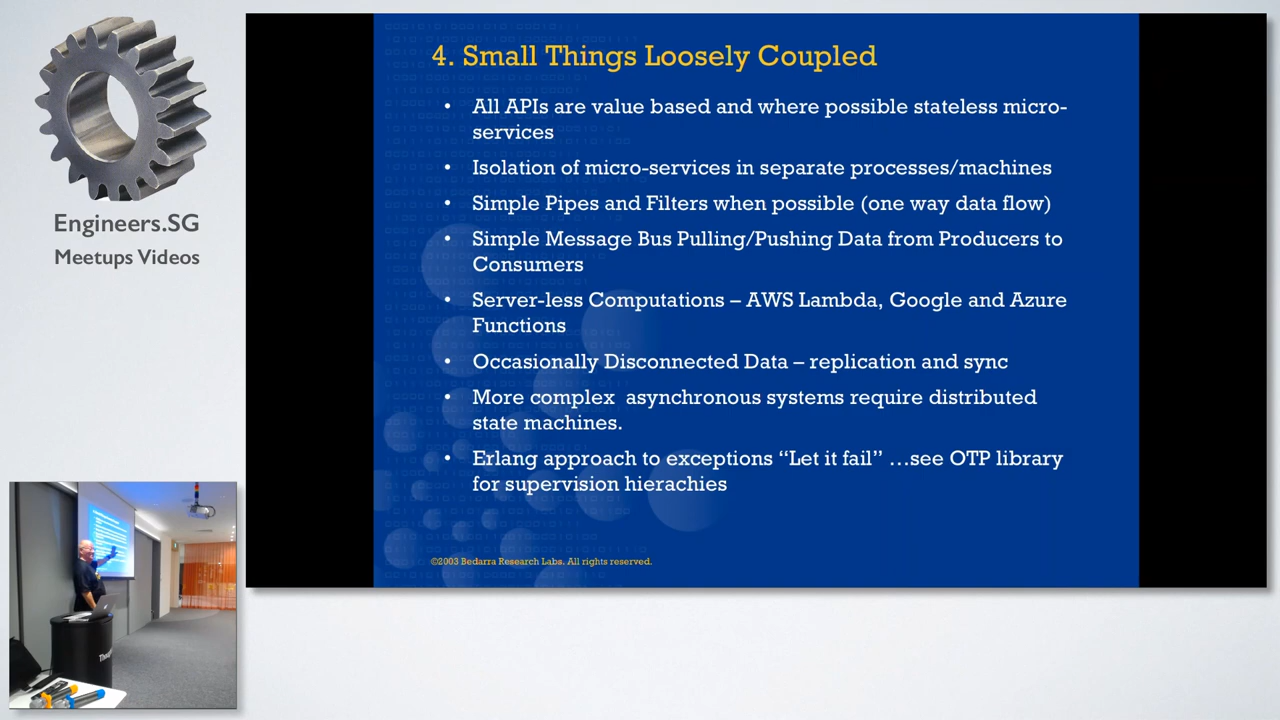 Engineers.SG
Meetups Videos
4. Small Things Loosely Coupled
• All APIs are value based and where possible stateless micro-
services
• Isolation of micro-services in separate processes/machines
• Simple Pipes and Filters when possible (one way data flow)
• Simple Message Bus Pulling/Pushing Data from Producers to
Consumers
• Server-less Computations – AWS Lambda, Google and Azure
Functions
• Occasionally Disconnected Data – replication and sync
• More complex  asynchronous systems require distributed
state machines.
• Erlang approach to exceptions “Let it fail” …see OTP library
for supervision hierachies
©2003 Bedarra Research Labs. All rights reserved.